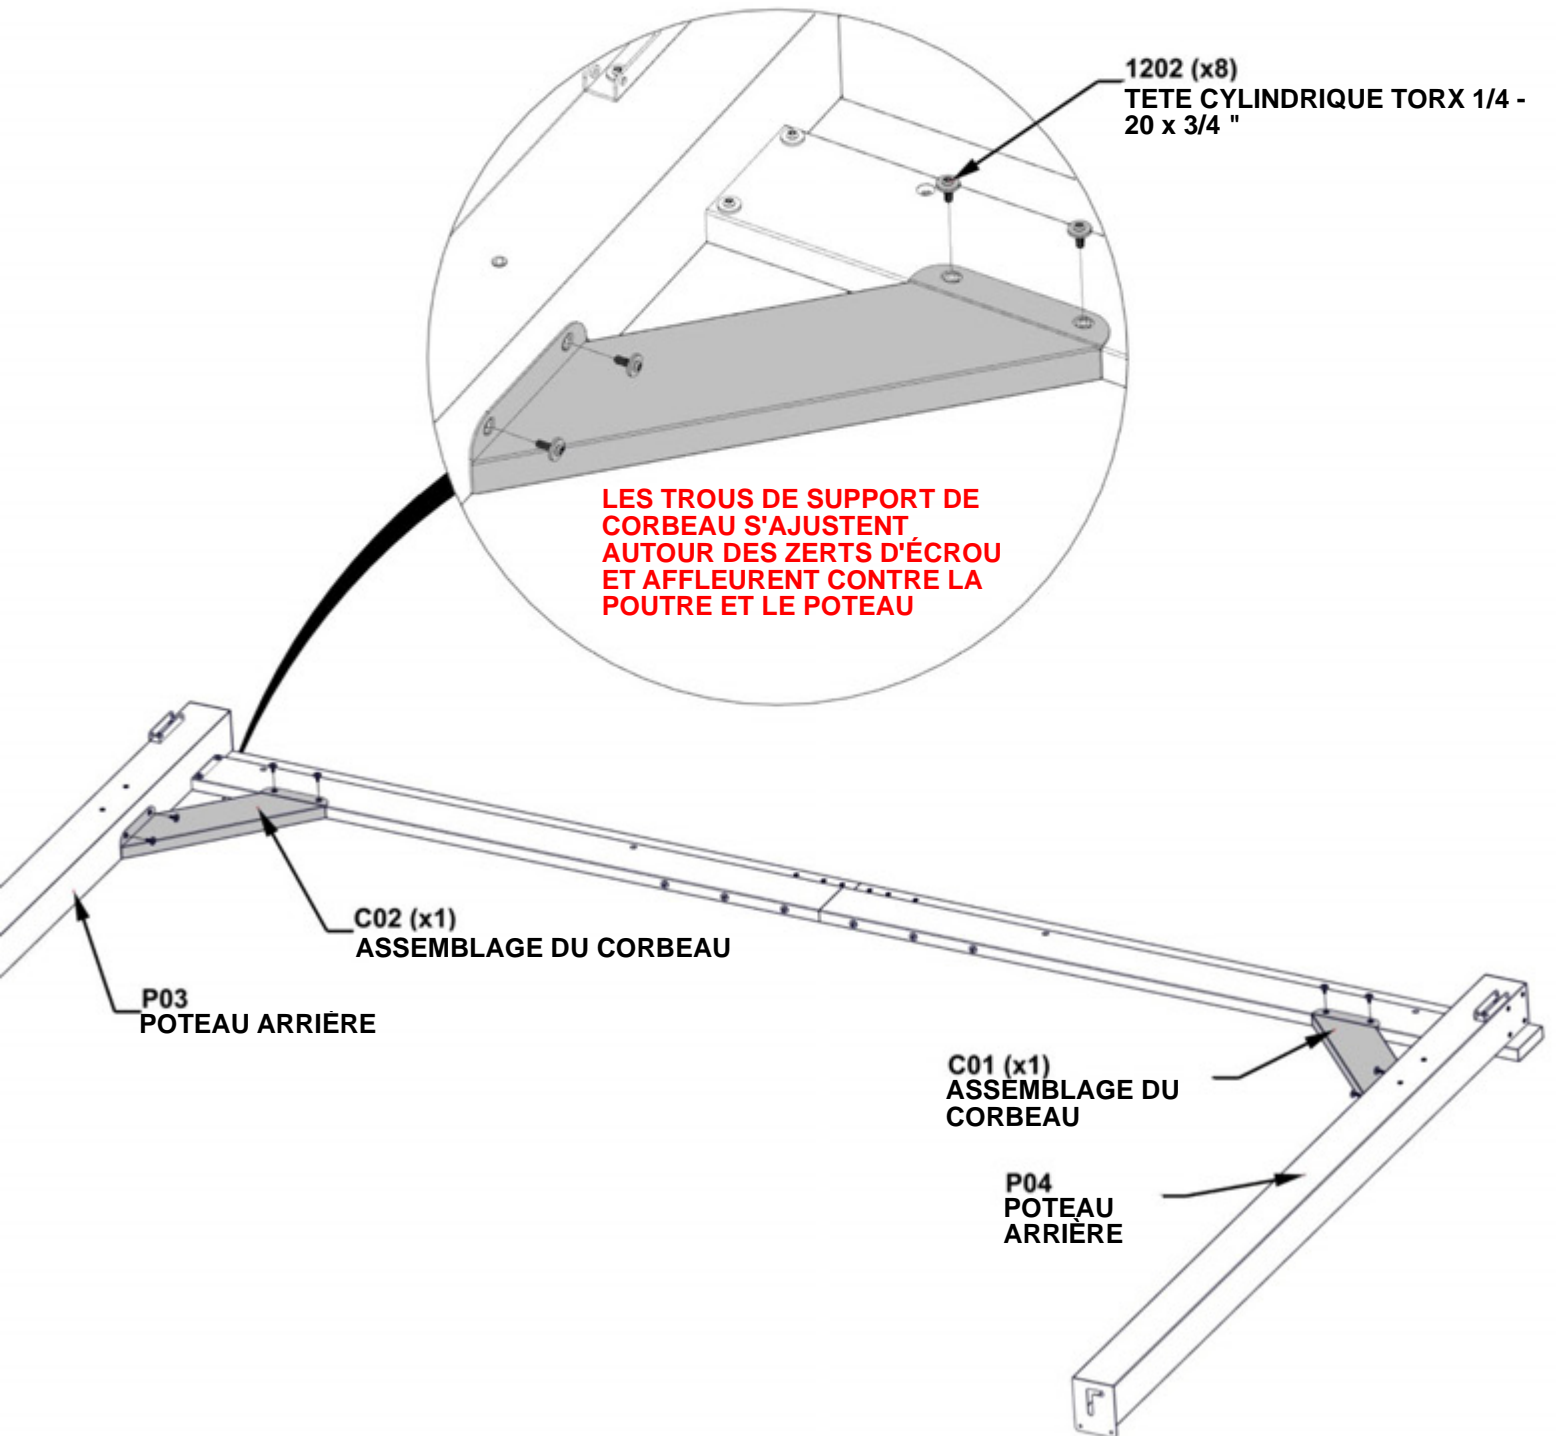 1202 (x8)
TETE CYLINDRIQUE TORX 1/4 -
20 x 3/4 "
LES TROUS DE SUPPORT DE
CORBEAU S'AJUSTENT
AUTOUR DES ZERTS D'ÉCROU
ET AFFLEURENT CONTRE LA
POUTRE ET LE POTEAU
C02 (x1)
ASSEMBLAGE DU CORBEAU
P03
POTEAU ARRIÈRE
C01 (x1)
ASSEMBLAGE DU
CORBEAU
P04
POTEAU
ARRIÈRE